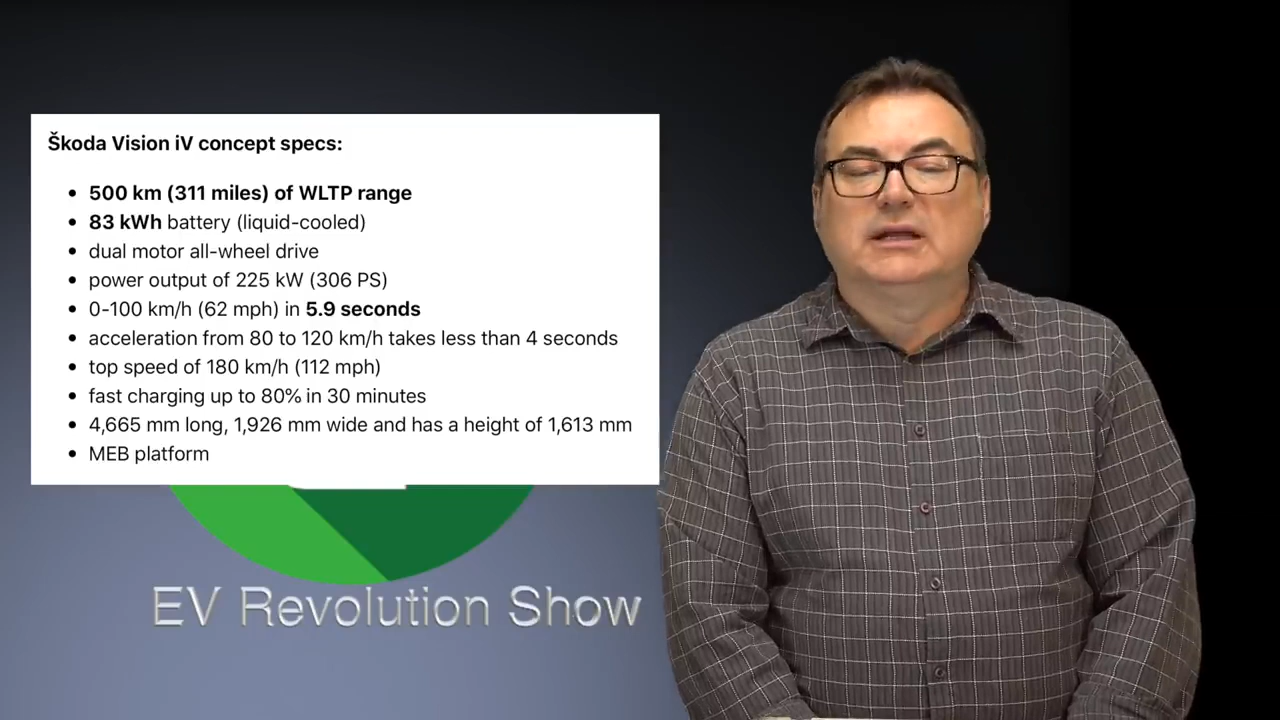 Škoda Vision iV concept specs:
• 500 km (311 miles) of WLTP range
• 83 kWh battery (liquid-cooled)
• dual motor all-wheel drive
• power output of 225 kW (306 PS)
• 0-100 km/h (62 mph) in 5.9 seconds
• acceleration from 80 to 120 km/h takes less than 4 seconds
• top speed of 180 km/h (112 mph)
• fast charging up to 80% in 30 minutes
• 4,665 mm long, 1,926 mm wide and has a height of 1,613 mm
• MEB platform
EV Revolution Show